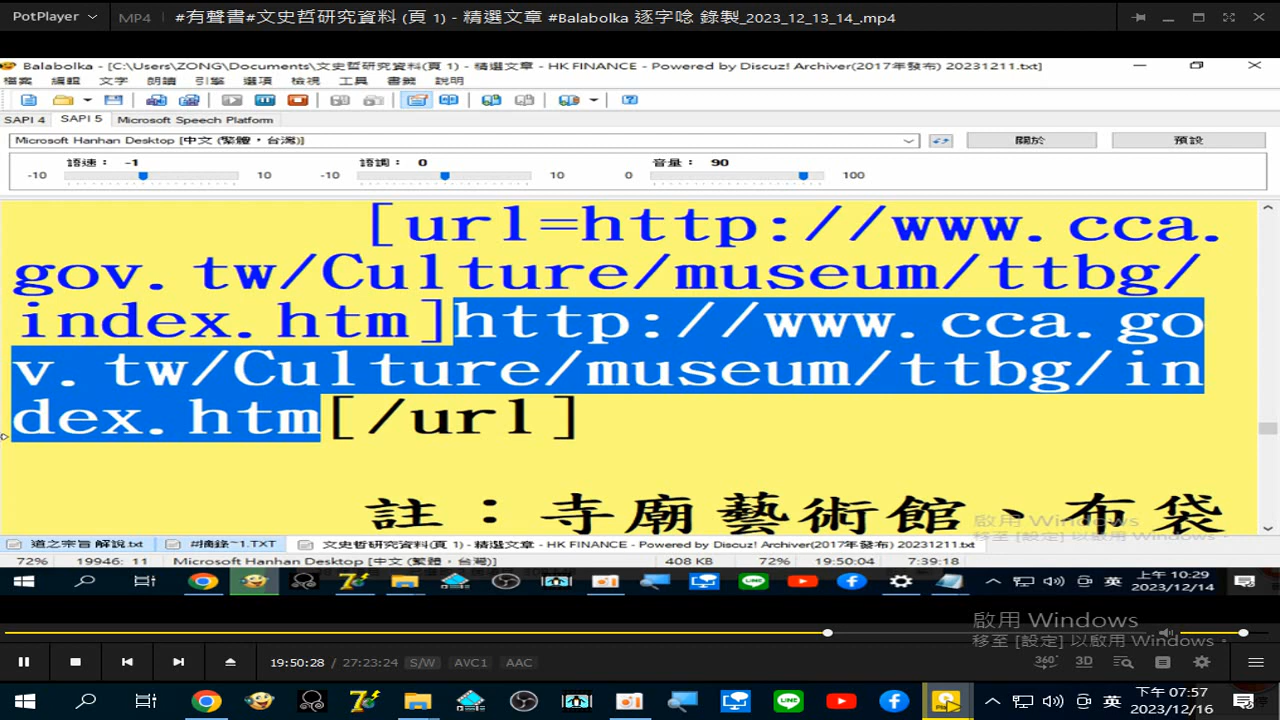 PotPlayer MP4 #有聲書#文史哲研究資料 (頁 1) - 精選文章 #Balabolka 逐字唸 錄製_2023_12_13_14_.mp4
Balabolka - [C:\Users\ZONG\Documents\文史哲研究資料(頁 1) - 精選文章 - HK FINANCE - Powered by Discuz! Archiver(2017年發布) 20231211.txt]
檔案 編輯 文字 朗讀 引擎 選項 檢視 工具 書籤 說明
SAPI 4 SAPI 5 Microsoft Speech Platform
Microsoft Hanhan Desktop [中文 (繁體，台灣)] 關於 預設
語速： -1 語調： 0 音量： 90
-10 10 -10 10 0 100
[url=http://www.cca.
gov.tw/Culture/museum/ttbg/
index.htm]http://www.cca.go
v.tw/Culture/museum/ttbg/in
dex.htm[/url]
註：寺廟藝術館、布袋
啟用 Windows
移至 [設定] 以啟用 Windows。
道之宗旨 解說.txt #摘錄~1.TXT 文史哲研究資料(頁 1) - 精選文章 - HK FINANCE - Powered by Discuz! Archiver(2017年發布) 20231211.txt
72% 19946: 11 Microsoft Hanhan Desktop [中文 (繁體，台灣)] 408 KB 72% 19:50:04 7:39:18
英 上午 10:29
2023/12/14
啟用 Windows
移至 [設定] 以啟用 Windows。
19:50:28 / 27:23:24 S/W AVC1 AAC 360° 3D
英 下午 07:57
2023/12/16